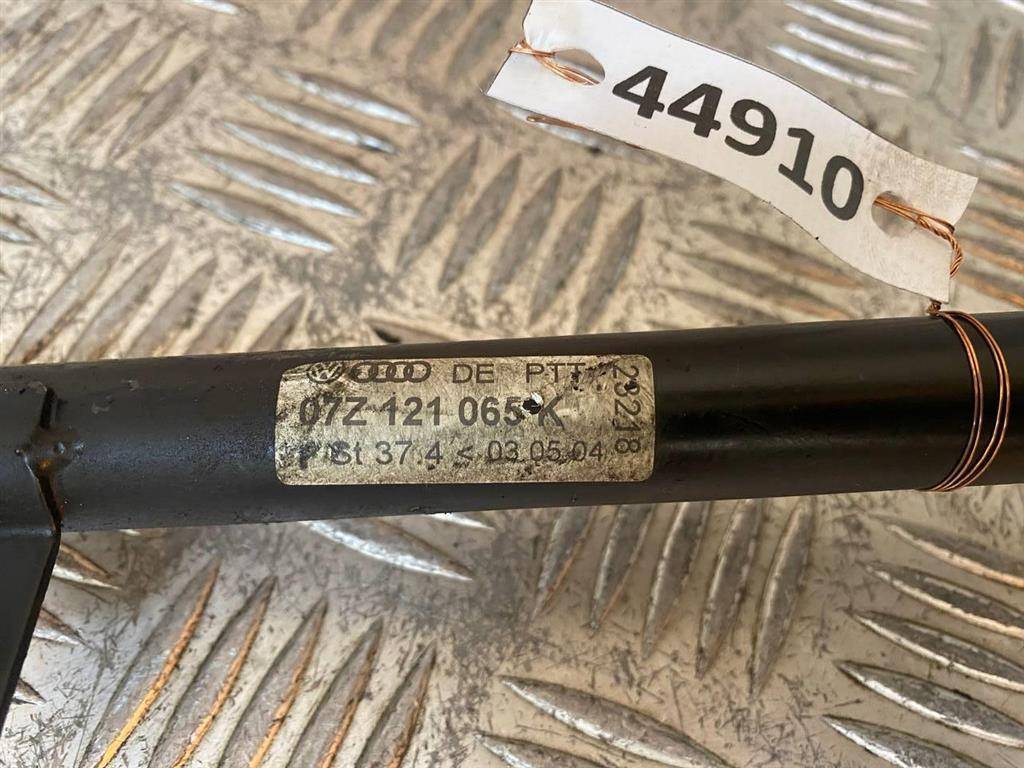 44910
DE PTT
07Z 121 065 K
St 37.4 < 03.05.04
23218